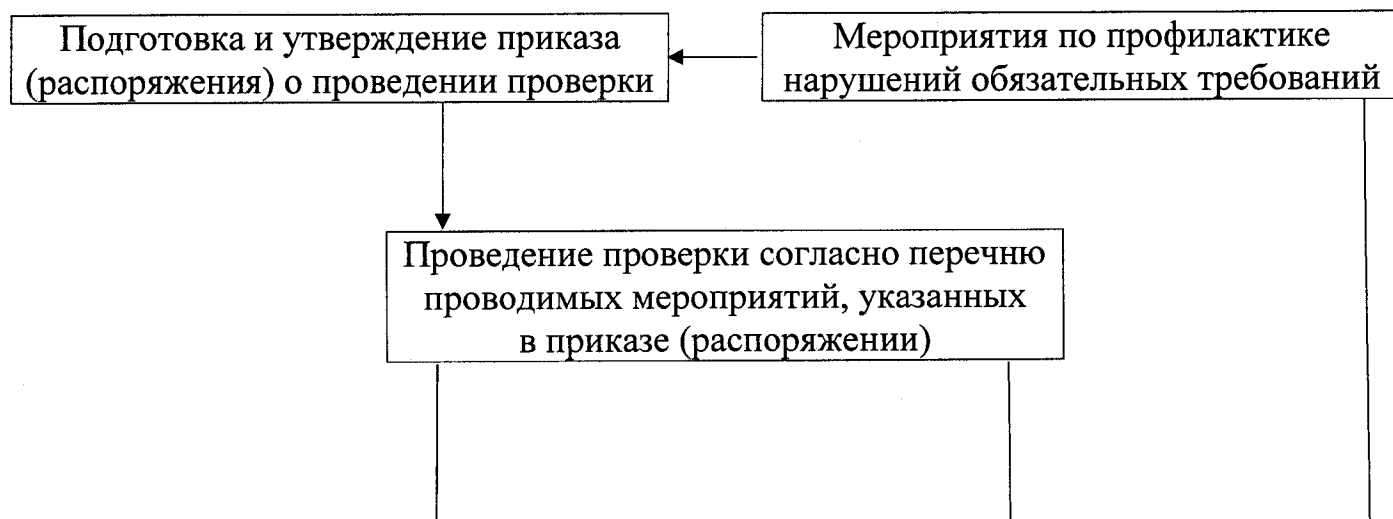 Подготовка и утверждение приказа
(распоряжения) о проведении проверки
Мероприятия по профилактике
нарушений обязательных требований
Проведение проверки согласно перечню
проводимых мероприятий, указанных
в приказе (распоряжении)